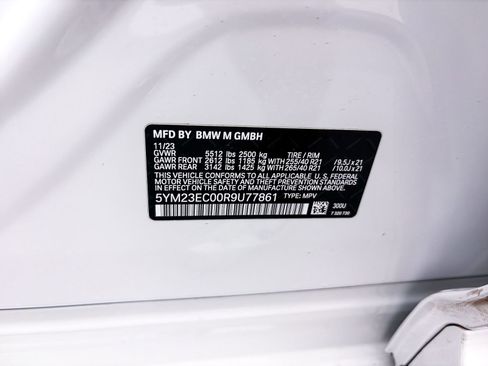 MFD BY BMW M GMBH
11/23
GVWR 5512 lbs 2500 kg TIRE / RIM
GAWR FRONT 2612 lbs 1185 kg WITH 255/40 R21 / 9,5J x 21
GAWR REAR 3142 lbs 1425 kg WITH 265/40 R21 / 10,0J x 21
THIS VEHICLE CONFORMS TO ALL APPLICABLE U.S. FEDERAL
MOTOR VEHICLE SAFETY AND THEFT PREVENTION STANDARDS
IN EFFECT ON THE DATE OF MANUFACTURE SHOWN ABOVE.
5YM23EC00R9U77861 TYPE: MPV
300U